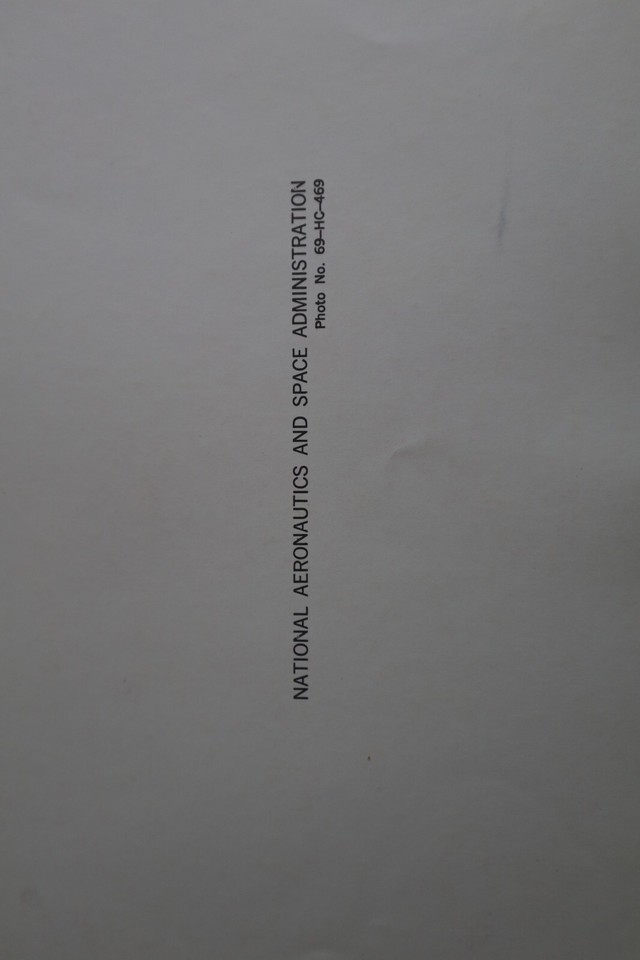 NATIONAL AERONAUTICS AND SPACE ADMINISTRATION
Photo No. 69–HC–469